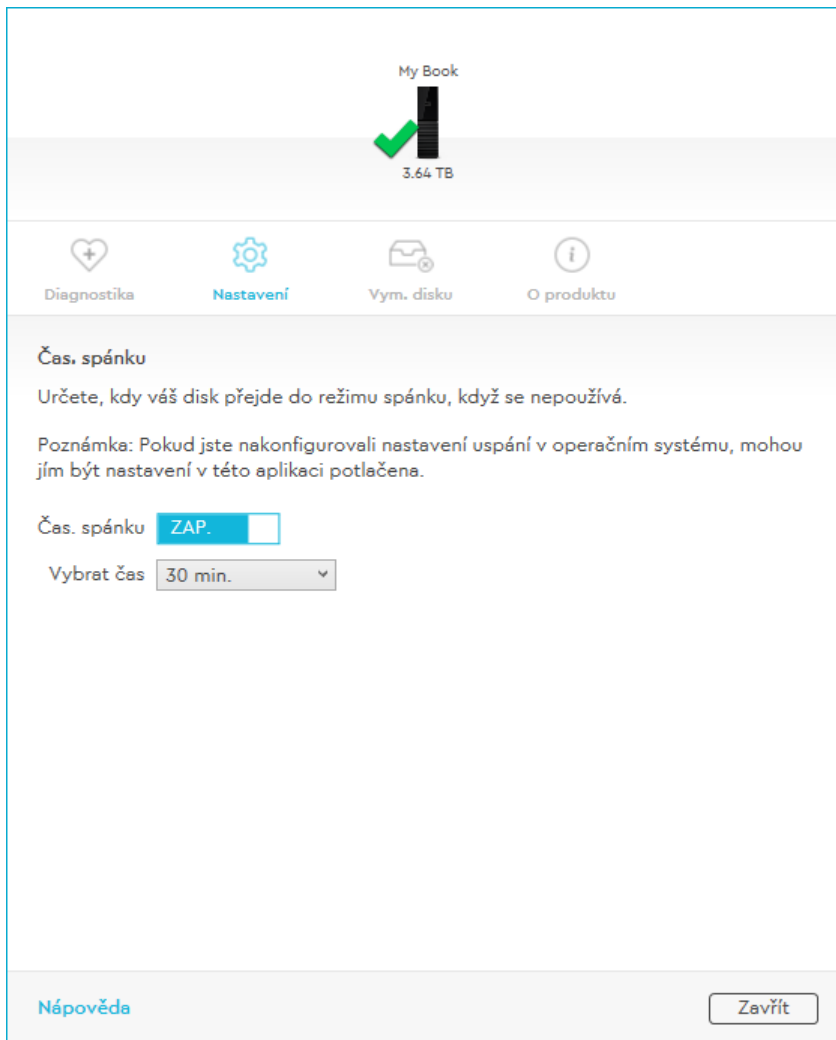 My Book
3.64 TB
Diagnostika
Nastavení
Vym. disku
O produktu
Čas. spánku
Určete, kdy váš disk přejde do režimu spánku, když se nepoužívá.
Poznámka: Pokud jste nakonfigurovali nastavení uspání v operačním systému, mohou
jím být nastavení v této aplikaci potlačena.
Čas. spánku ZAP.
Vybrat čas 30 min.
Nápověda
Zavřít